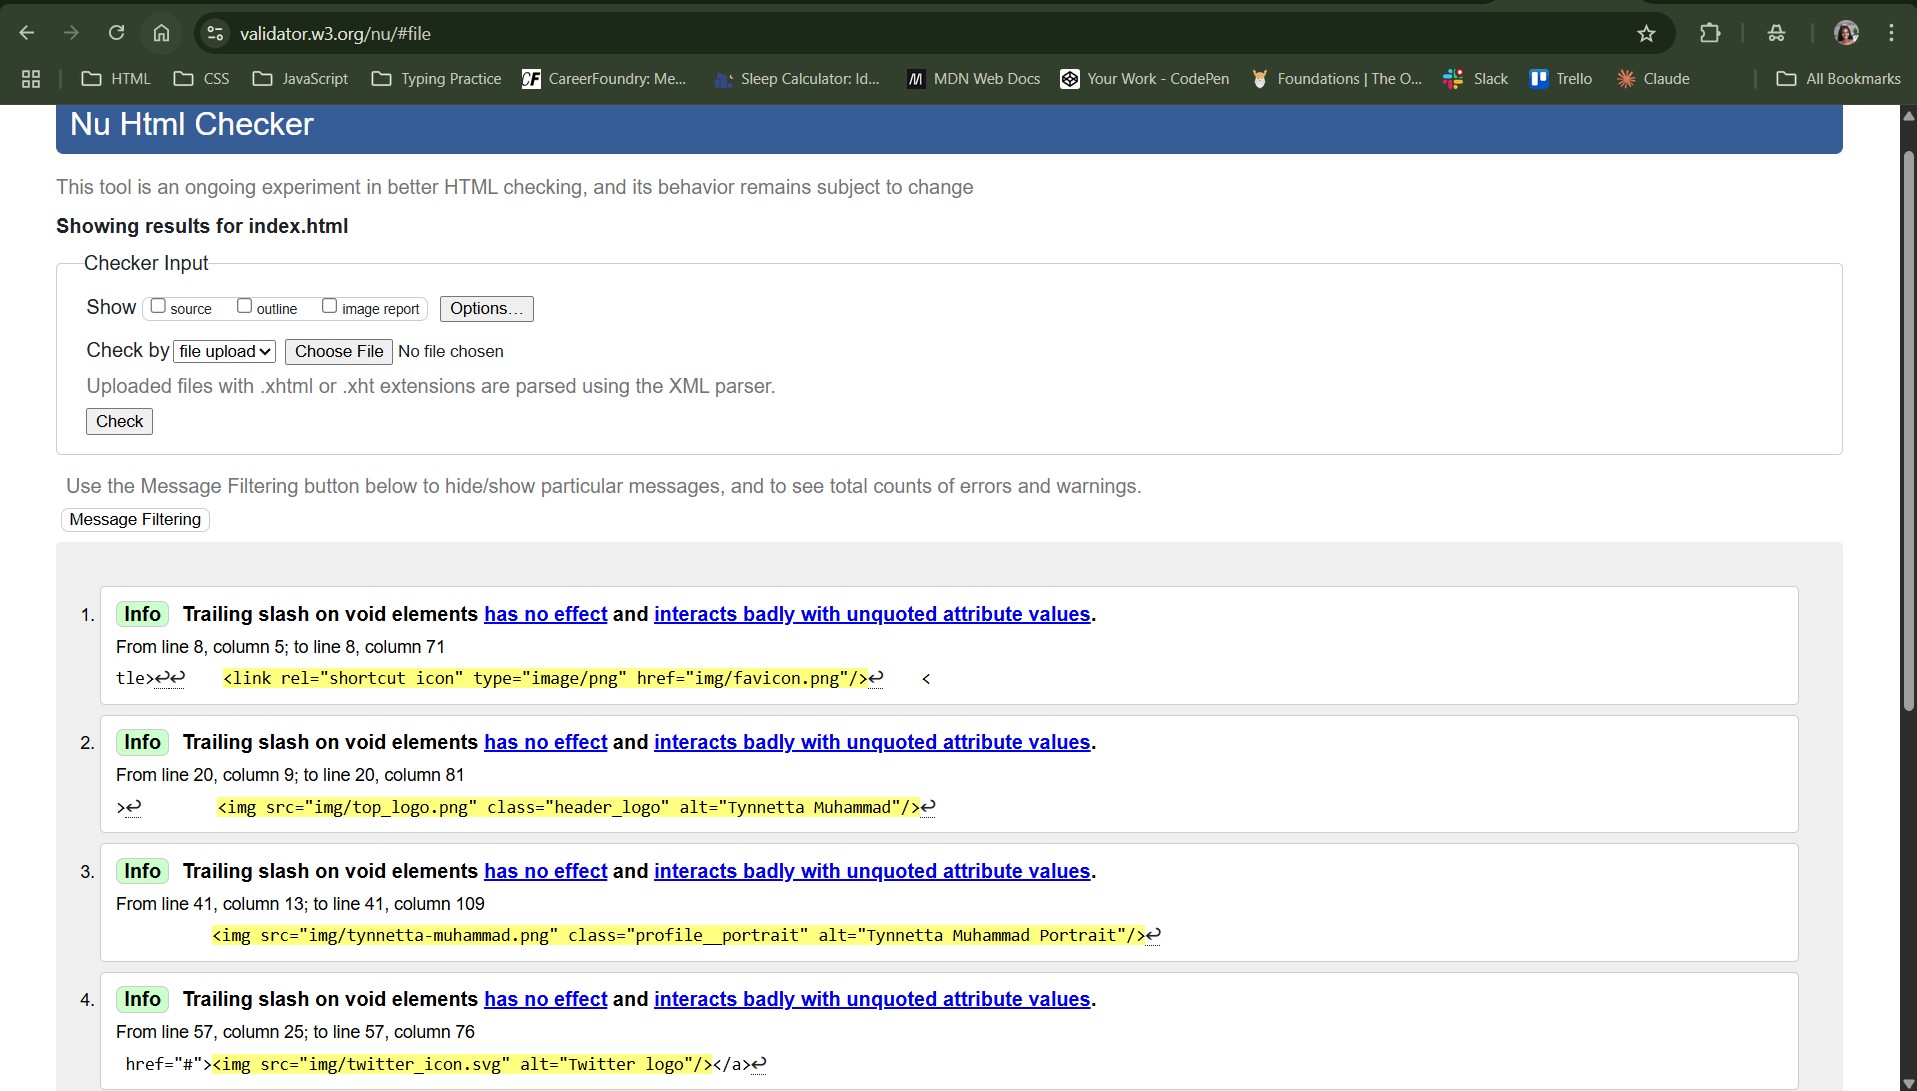 validator.w3.org/nu/#file
HTML CSS JavaScript Typing Practice CareerFoundry: Me... Sleep Calculator: Id... MDN Web Docs Your Work - CodePen Foundations | The O... Slack Trello Claude All Bookmarks
Nu Html Checker
This tool is an ongoing experiment in better HTML checking, and its behavior remains subject to change
Showing results for index.html
Checker Input
Show source outline image report Options...
Check by file upload Choose File No file chosen
Uploaded files with .xhtml or .xht extensions are parsed using the XML parser.
Check
Use the Message Filtering button below to hide/show particular messages, and to see total counts of errors and warnings.
Message Filtering
1. Info Trailing slash on void elements has no effect and interacts badly with unquoted attribute values.
From line 8, column 5; to line 8, column 71
tle>↩↩ <link rel="shortcut icon" type="image/png" href="img/favicon.png"/>↩ <
2. Info Trailing slash on void elements has no effect and interacts badly with unquoted attribute values.
From line 20, column 9; to line 20, column 81
>↩ <img src="img/top_logo.png" class="header_logo" alt="Tynnetta Muhammad"/>↩
3. Info Trailing slash on void elements has no effect and interacts badly with unquoted attribute values.
From line 41, column 13; to line 41, column 109
<img src="img/tynnetta-muhammad.png" class="profile__portrait" alt="Tynnetta Muhammad Portrait"/>↩
4. Info Trailing slash on void elements has no effect and interacts badly with unquoted attribute values.
From line 57, column 25; to line 57, column 76
href="#"><img src="img/twitter_icon.svg" alt="Twitter logo"/></a>↩